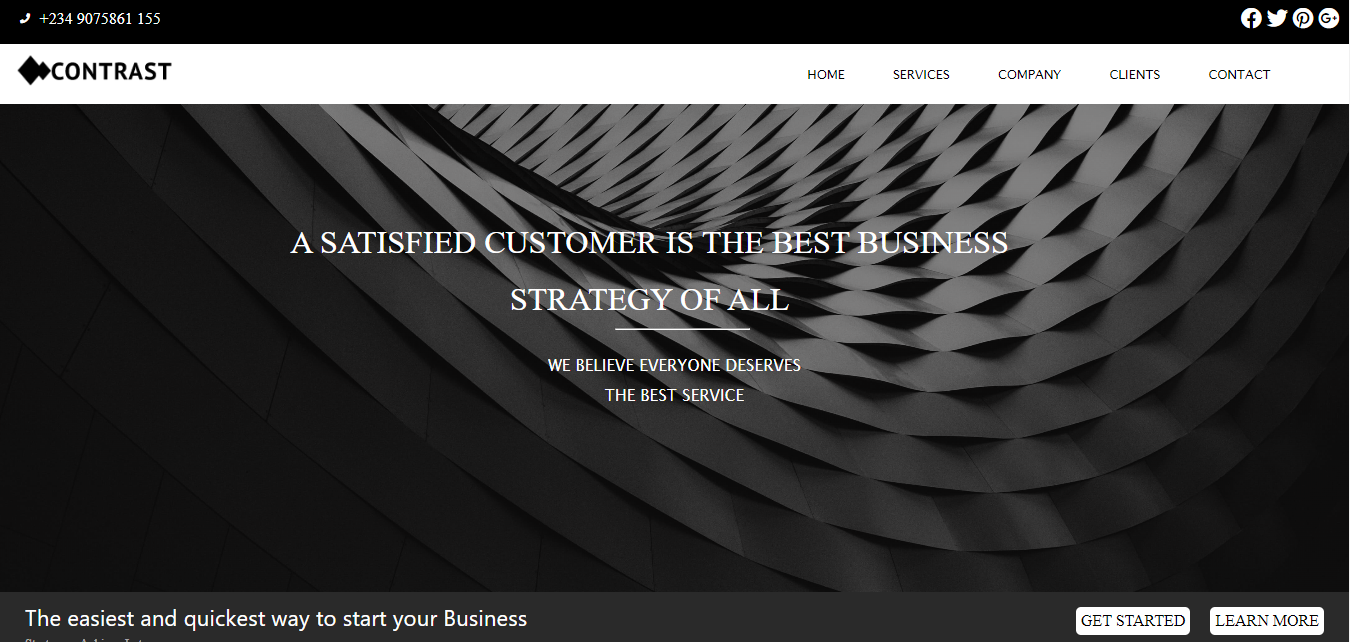 +234 9075861 155
CONTRAST
HOME SERVICES COMPANY CLIENTS CONTACT
A SATISFIED CUSTOMER IS THE BEST BUSINESS
STRATEGY OF ALL
WE BELIEVE EVERYONE DESERVES
THE BEST SERVICE
The easiest and quickest way to start your Business
GET STARTED LEARN MORE